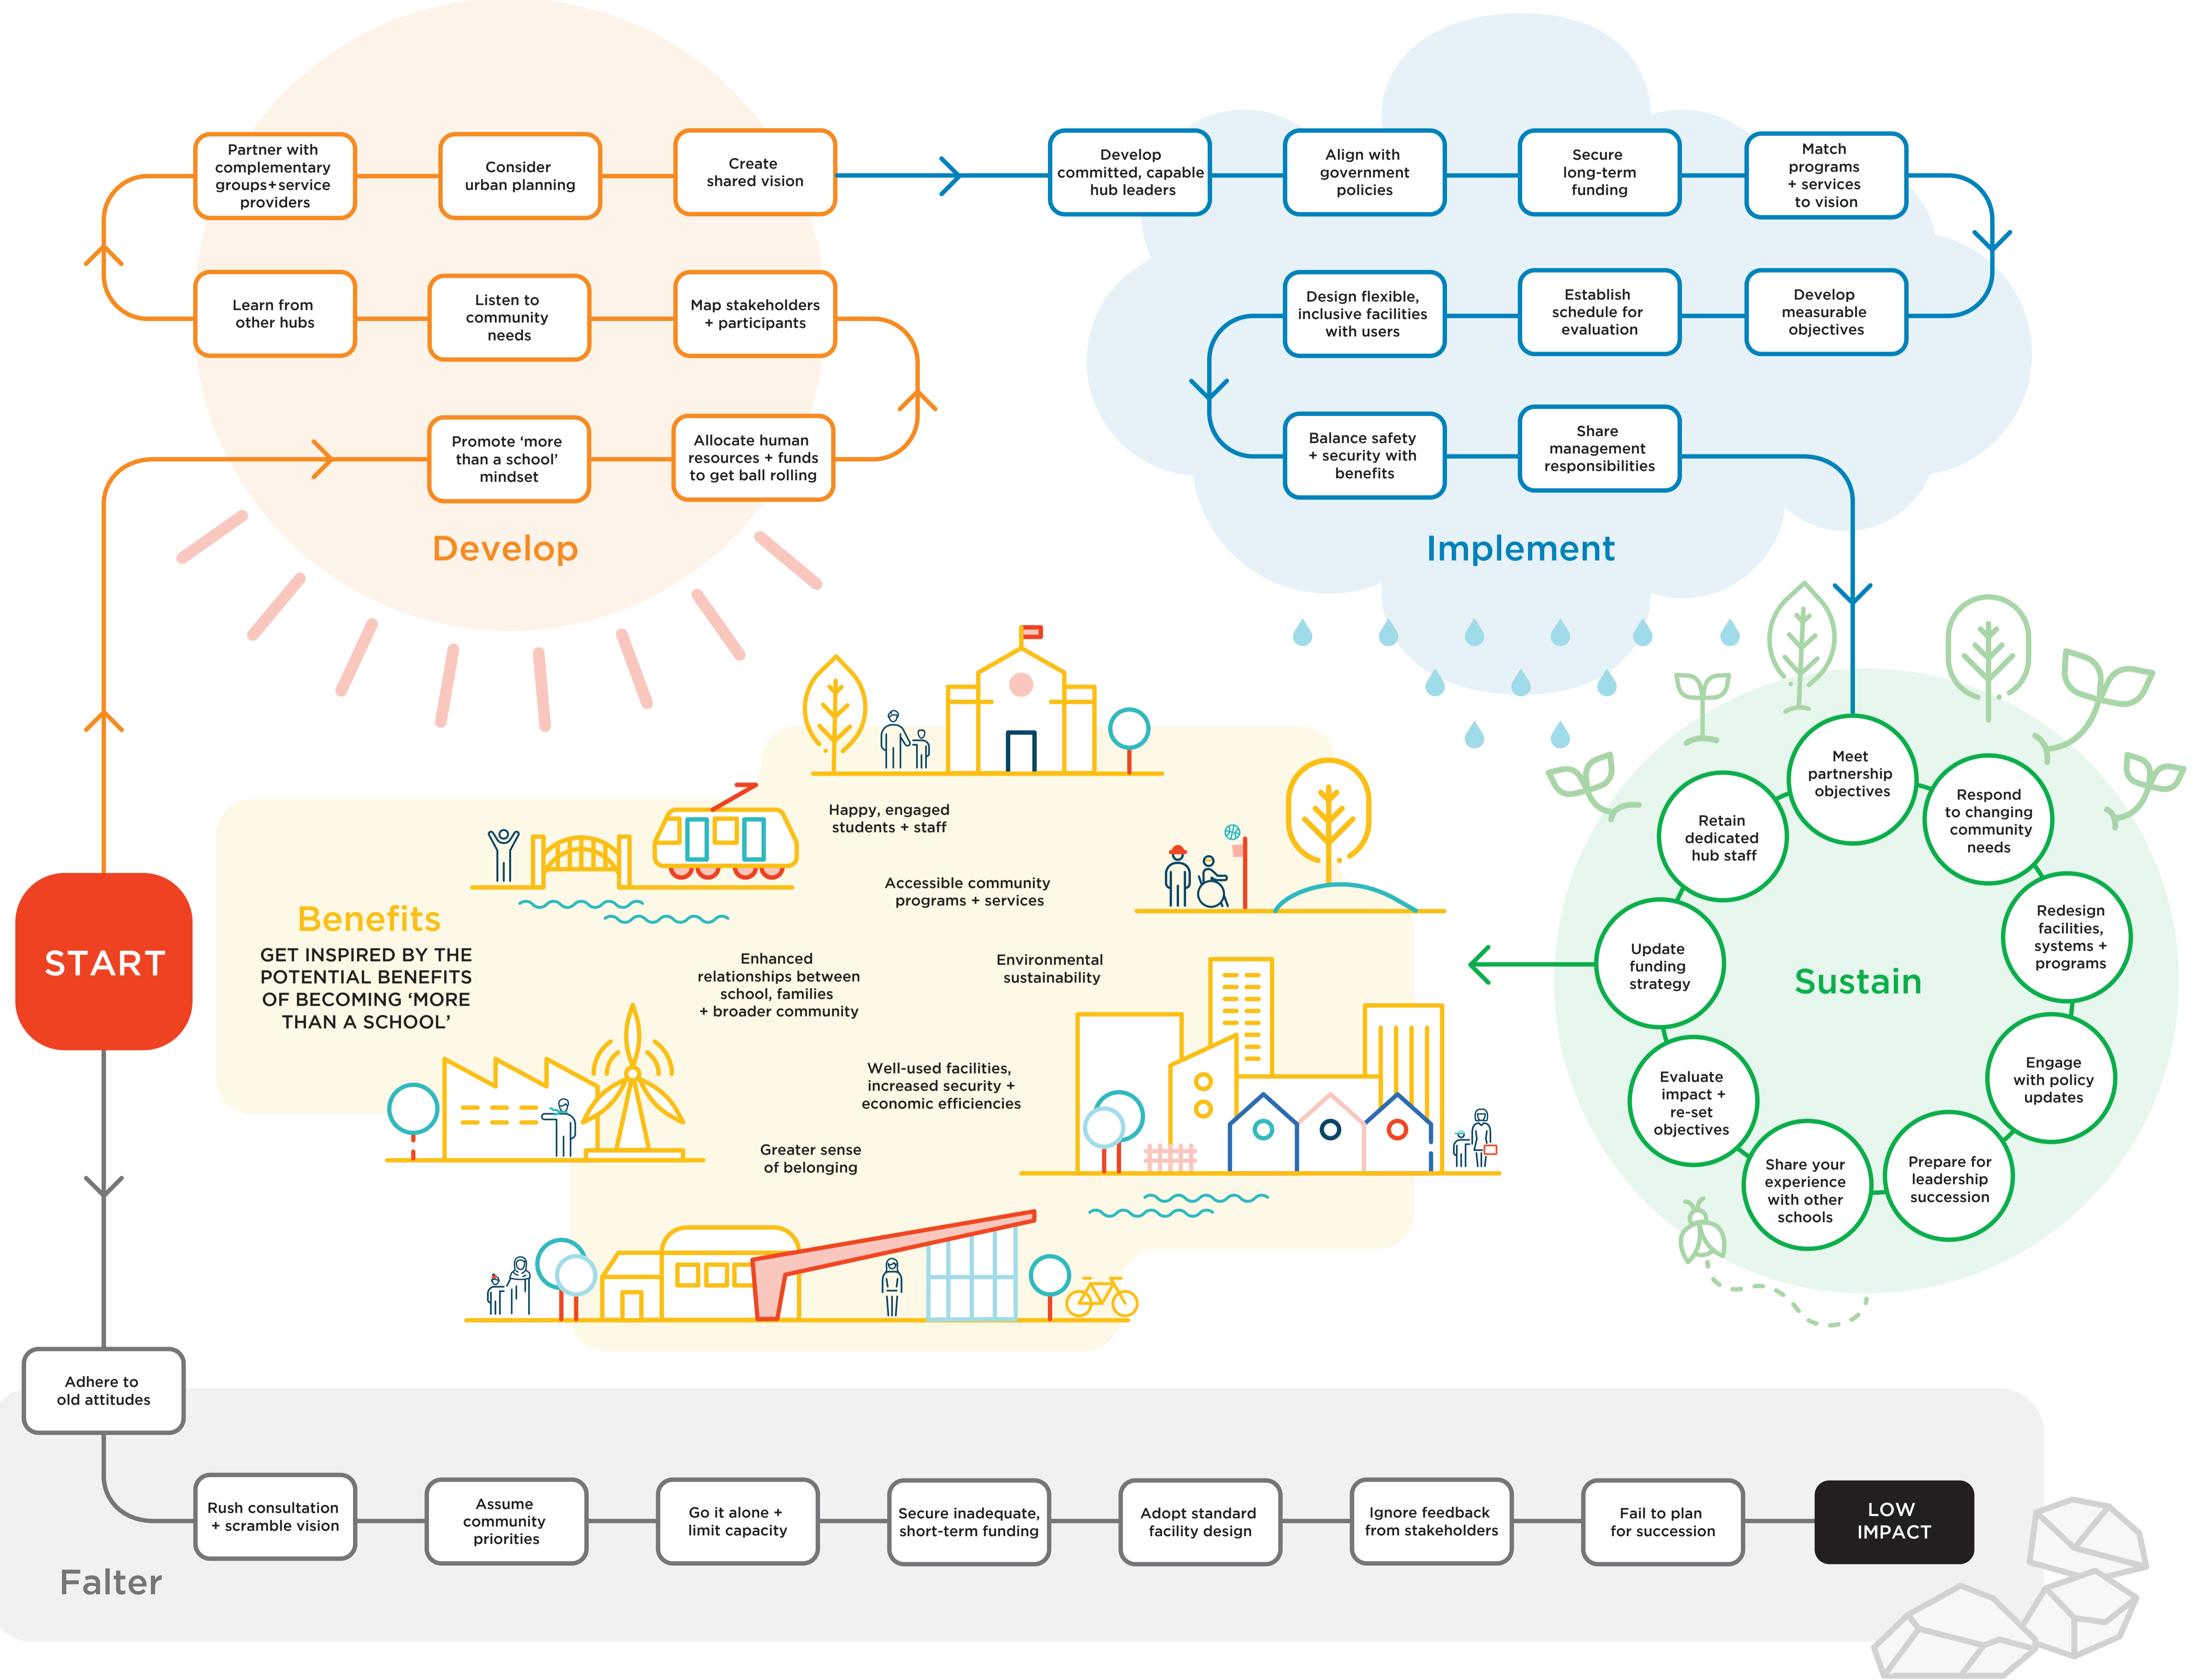 START
Promote ‘more
than a school’
mindset
Allocate human
resources + funds
to get ball rolling
Map stakeholders
+ participants
Listen to
community
needs
Learn from
other hubs
Partner with
complementary
groups+service
providers
Consider
urban planning
Create
shared vision
Develop
Develop
committed, capable
hub leaders
Align with
government
policies
Secure
long-term
funding
Match
programs
+ services
to vision
Develop
measurable
objectives
Establish
schedule for
evaluation
Design flexible,
inclusive facilities
with users
Balance safety
+ security with
benefits
Share
management
responsibilities
Implement
Meet
partnership
objectives
Respond
to changing
community
needs
Redesign
facilities,
systems +
programs
Engage
with policy
updates
Prepare for
leadership
succession
Share your
experience
with other
schools
Evaluate
impact +
re-set
objectives
Update
funding
strategy
Retain
dedicated
hub staff
Sustain
Benefits
GET INSPIRED BY THE
POTENTIAL BENEFITS
OF BECOMING ‘MORE
THAN A SCHOOL’
Happy, engaged
students + staff
Accessible community
programs + services
Enhanced
relationships between
school, families
+ broader community
Environmental
sustainability
Well-used facilities,
increased security +
economic efficiencies
Greater sense
of belonging
Adhere to
old attitudes
Rush consultation
+ scramble vision
Assume
community
priorities
Go it alone +
limit capacity
Secure inadequate,
short-term funding
Adopt standard
facility design
Ignore feedback
from stakeholders
Fail to plan
for succession
LOW
IMPACT
Falter